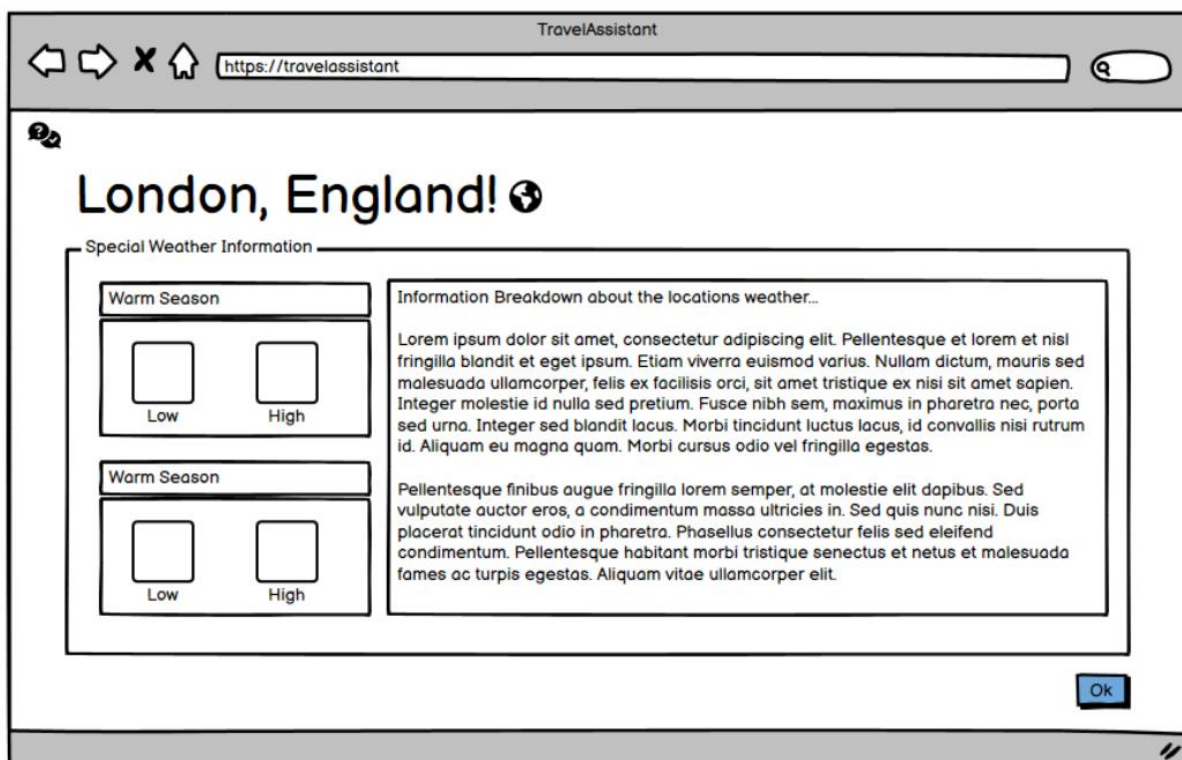 TravelAssistant
https://travelassistant
London, England!
Special Weather Information
Warm Season
Low High
Warm Season
Low High
Information Breakdown about the locations weather...
Lorem ipsum dolor sit amet, consectetur adipiscing elit. Pellentesque et lorem et nisl
fringilla blandit et eget ipsum. Etiam viverra euismod varius. Nullam dictum, mauris sed
malesuada ullamcorper, felis ex facilisis orci, sit amet tristique ex nisi sit amet sapien.
Integer molestie id nulla sed pretium. Fusce nibh sem, maximus in pharetra nec, porta
sed urna. Integer sed blandit lacus. Morbi tincidunt luctus lacus, id convallis nisi rutrum
id. Aliquam eu magna quam. Morbi cursus odio vel fringilla egestas.
Pellentesque finibus augue fringilla lorem semper, at molestie elit dapibus. Sed
vulputate auctor eros, a condimentum massa ultricies in. Sed quis nunc nisi. Duis
placerat tincidunt odio in pharetra. Phasellus consectetur felis sed eleifend
condimentum. Pellentesque habitant morbi tristique senectus et netus et malesuada
fames ac turpis egestas. Aliquam vitae ullamcorper elit.
Ok